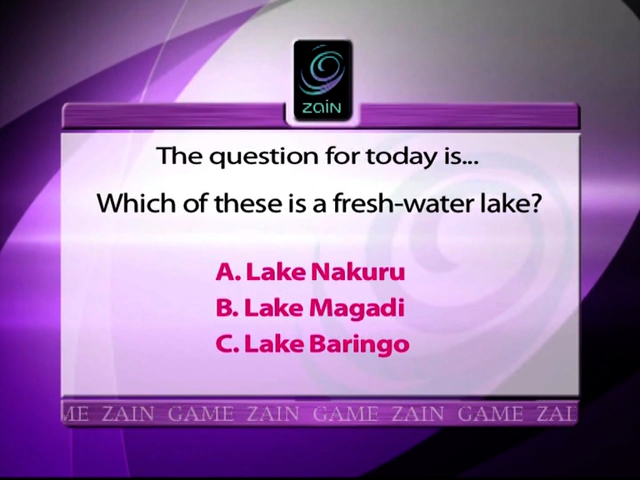 zain
The question for today is...
Which of these is a fresh-water lake?
A. Lake Nakuru
B. Lake Magadi
C. Lake Baringo
ME ZAIN GAME ZAIN GAME ZAIN GAME ZAI